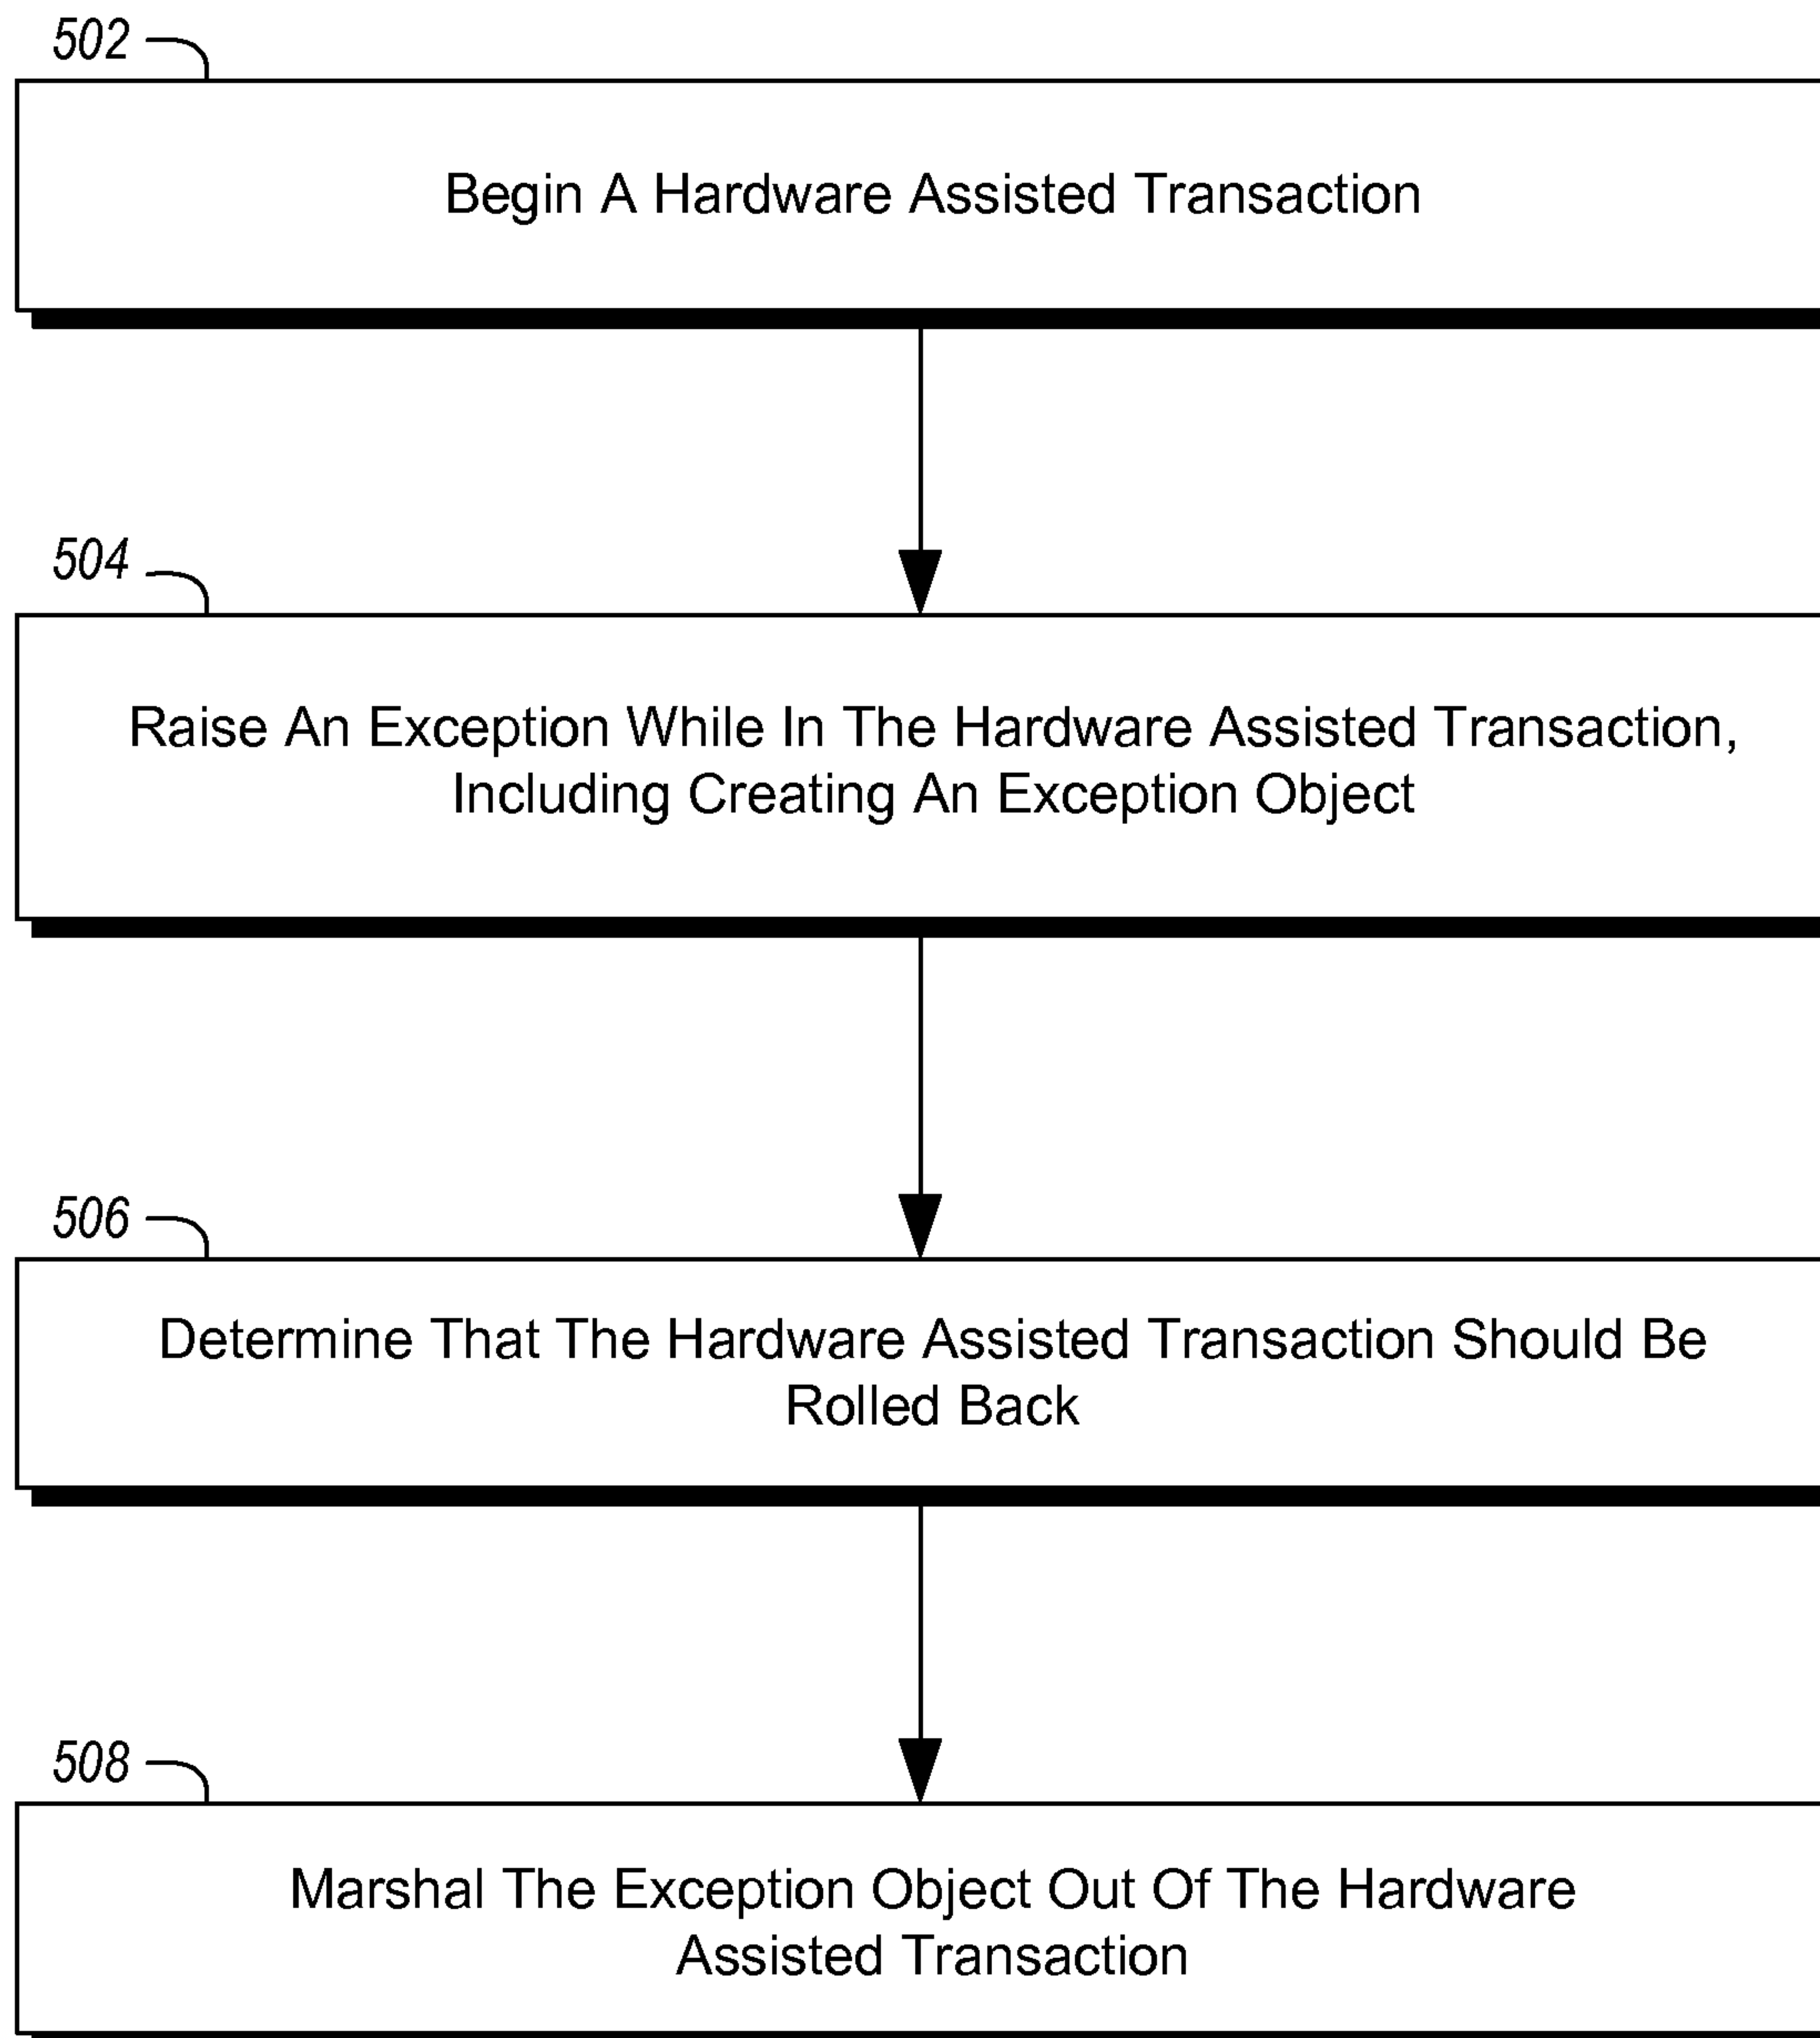 502
Begin A Hardware Assisted Transaction
504
Raise An Exception While In The Hardware Assisted Transaction,
Including Creating An Exception Object
506
Determine That The Hardware Assisted Transaction Should Be
Rolled Back
508
Marshal The Exception Object Out Of The Hardware
Assisted Transaction